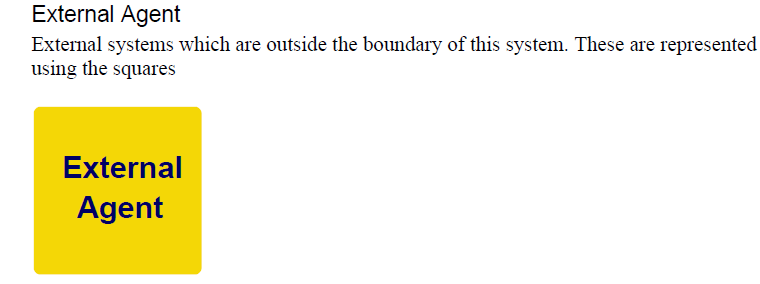 External Agent
External systems which are outside the boundary of this system. These are represented
using the squares
External
Agent